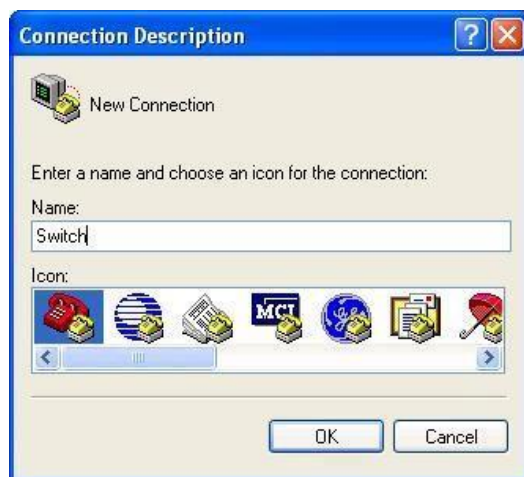 Connection Description
New Connection
Enter a name and choose an icon for the connection:
Name:
Switch
Icon:
MCI
OK
Cancel